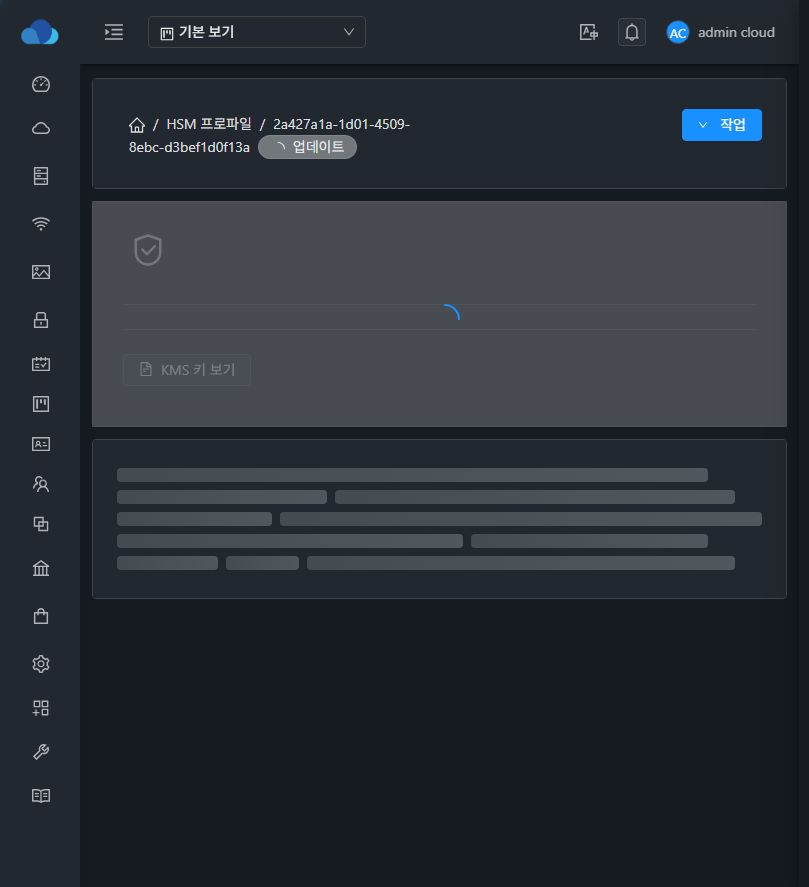 기본 보기
AC admin cloud
/ HSM 프로파일 / 2a427a1a-1d01-4509-
8ebc-d3bef1d0f13a 업데이트
작업
KMS 키 보기